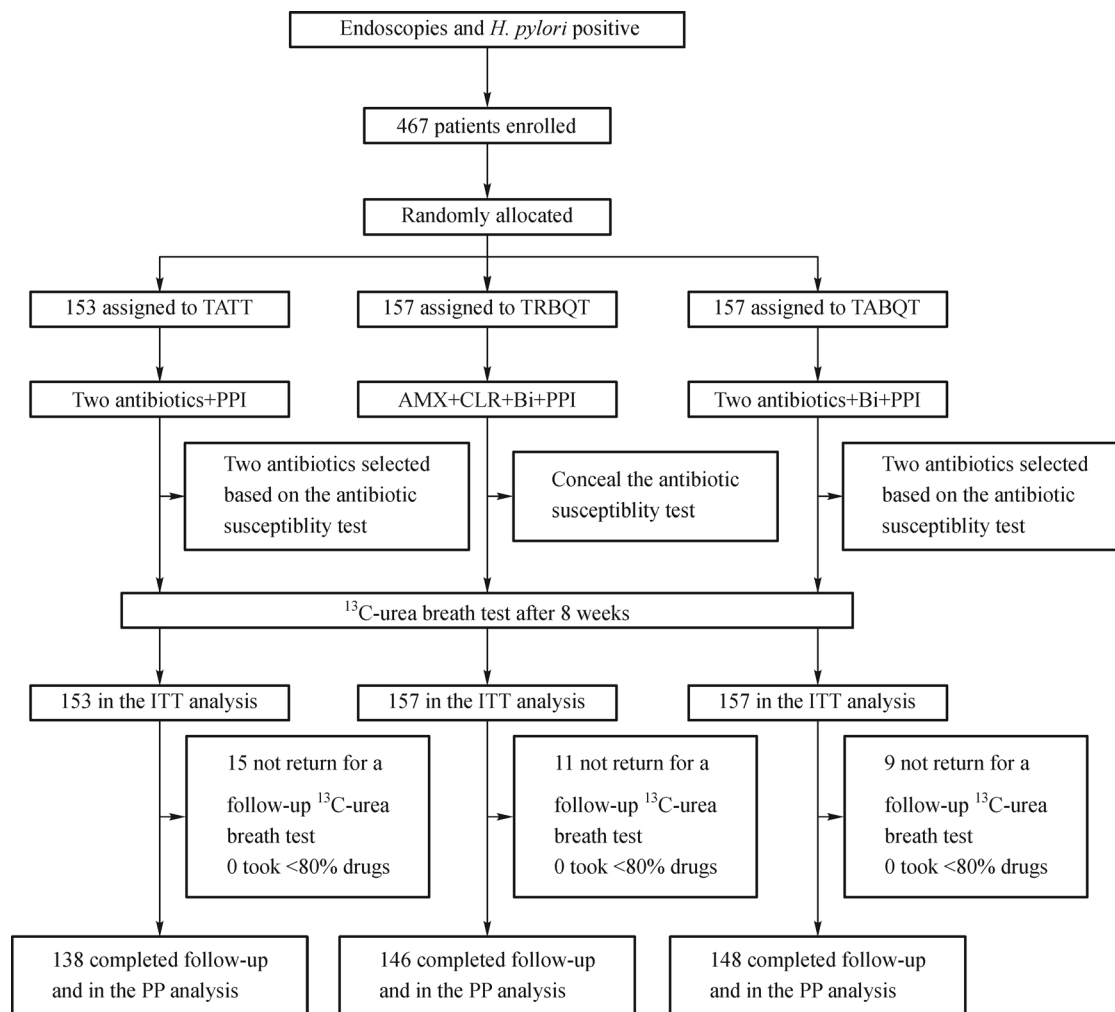 Endoscopies and H. pylori positive
467 patients enrolled
Randomly allocated
153 assigned to TATT
157 assigned to TRBQT
157 assigned to TABQT
Two antibiotics+PPI
AMX+CLR+Bi+PPI
Two antibiotics+Bi+PPI
Two antibiotics selected
based on the antibiotic
susceptiblity test
Conceal the antibiotic
susceptiblity test
Two antibiotics selected
based on the antibiotic
susceptiblity test
¹³C-urea breath test after 8 weeks
153 in the ITT analysis
157 in the ITT analysis
157 in the ITT analysis
15 not return for a
follow-up ¹³C-urea
breath test
0 took <80% drugs
11 not return for a
follow-up ¹³C-urea
breath test
0 took <80% drugs
9 not return for a
follow-up ¹³C-urea
breath test
0 took <80% drugs
138 completed follow-up
and in the PP analysis
146 completed follow-up
and in the PP analysis
148 completed follow-up
and in the PP analysis